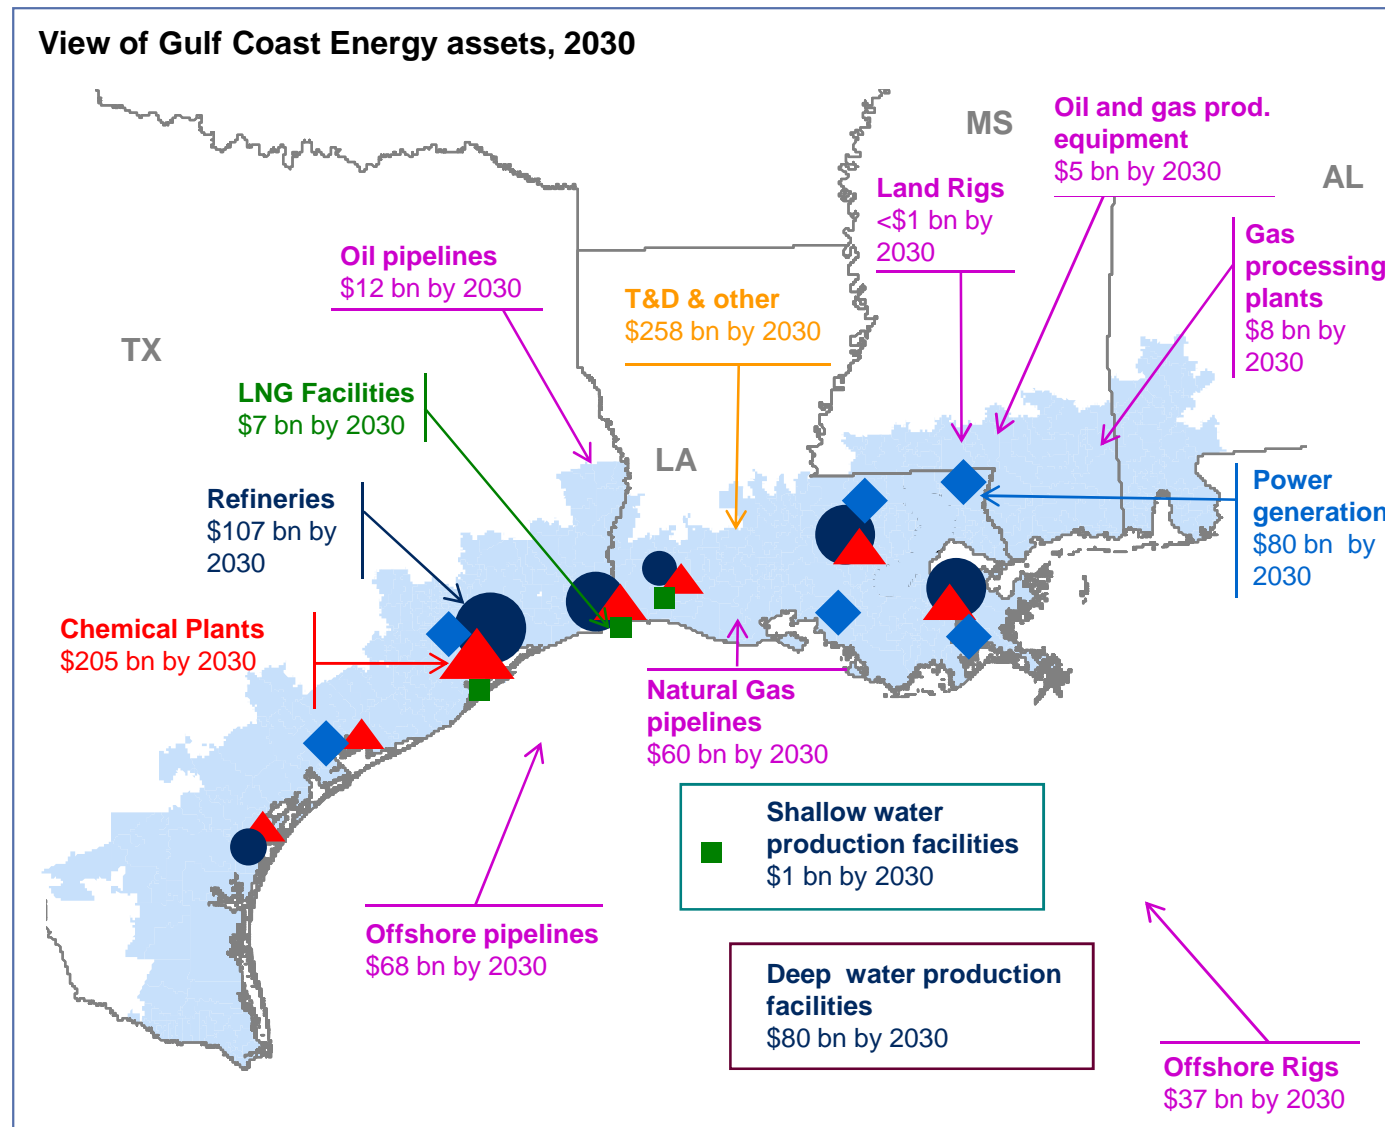 View of Gulf Coast Energy assets, 2030
MS
Oil and gas prod.
equipment
$5 bn by 2030
AL
Land Rigs
<$1 bn by
2030
Gas
processing
plants
$8 bn by
2030
Oil pipelines
$12 bn by 2030
T&D & other
$258 bn by 2030
TX
LNG Facilities
$7 bn by 2030
LA
Refineries
$107 bn by
2030
Power
generation
$80 bn  by
2030
Chemical Plants
$205 bn by 2030
Natural Gas
pipelines
$60 bn by 2030
Shallow water
production facilities
$1 bn by 2030
Offshore pipelines
$68 bn by 2030
Deep  water production
facilities
$80 bn by 2030
Offshore Rigs
$37 bn by 2030